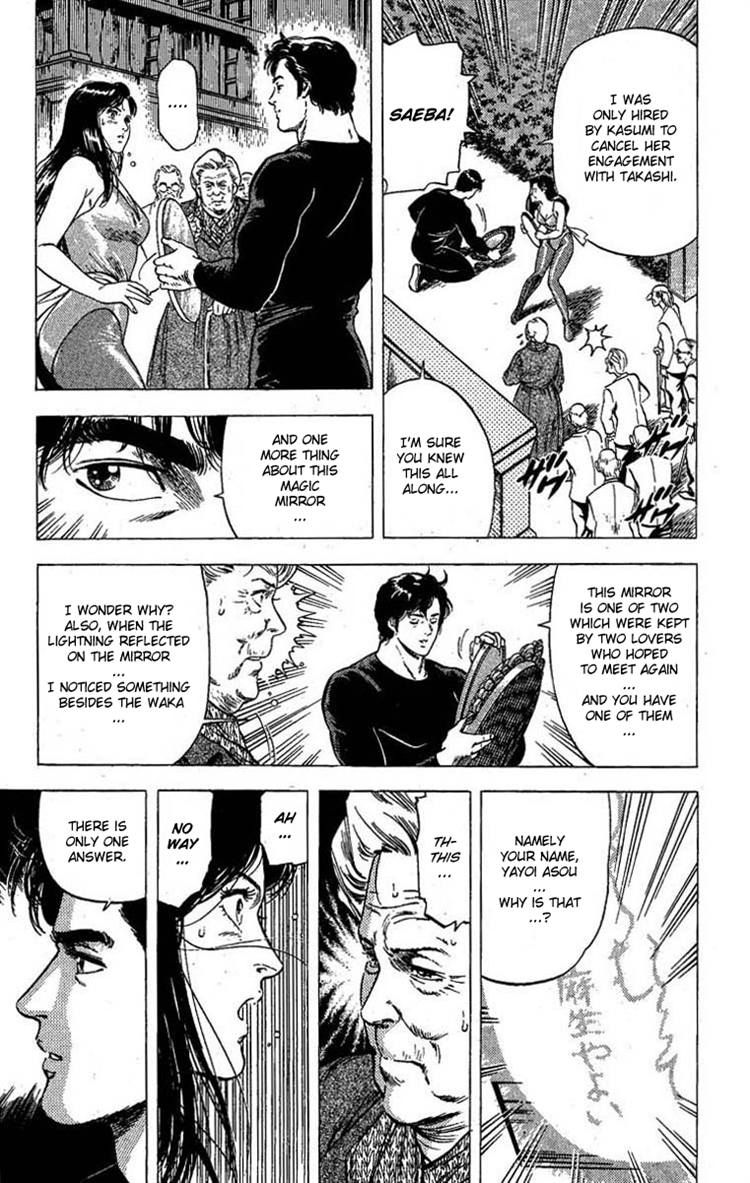 I WAS
ONLY HIRED
BY KASUMI TO
CANCEL HER
ENGAGEMENT
WITH TAKASHI.
SAEBA!
I'M SURE
YOU KNEW
THIS ALL
ALONG...
ザワ
ザワ
....
AND ONE
MORE THING
ABOUT THIS
MAGIC
MIRROR
...
THIS MIRROR
IS ONE OF TWO
WHICH WERE KEPT
BY TWO LOVERS
WHO HOPED
TO MEET AGAIN
...
AND YOU HAVE
ONE OF THEM
...
I WONDER WHY?
ALSO, WHEN THE
LIGHTNING REFLECTED
ON THE MIRROR
...
I NOTICED SOMETHING
BESIDES THE WAKA
...
NAMELY
YOUR NAME,
YAYOI ASOU
...
WHY IS THAT
...?
麻生やよい
TH-
THIS
...
AH
...
NO
WAY
...
THERE IS
ONLY ONE
ANSWER.